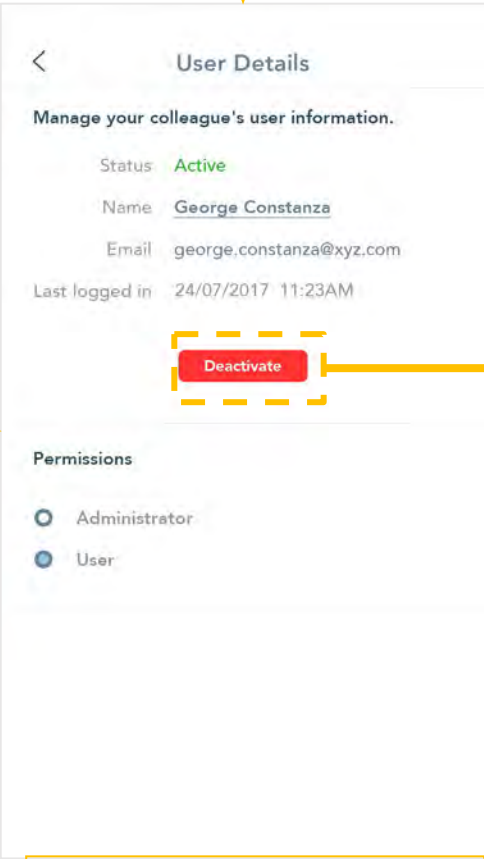 User Details
Manage your colleague's user information.
Status Active
Name George Constanza
Email george.constanza@xyz.com
Last logged in 24/07/2017 11:23AM
Deactivate
Permissions
Administrator
User